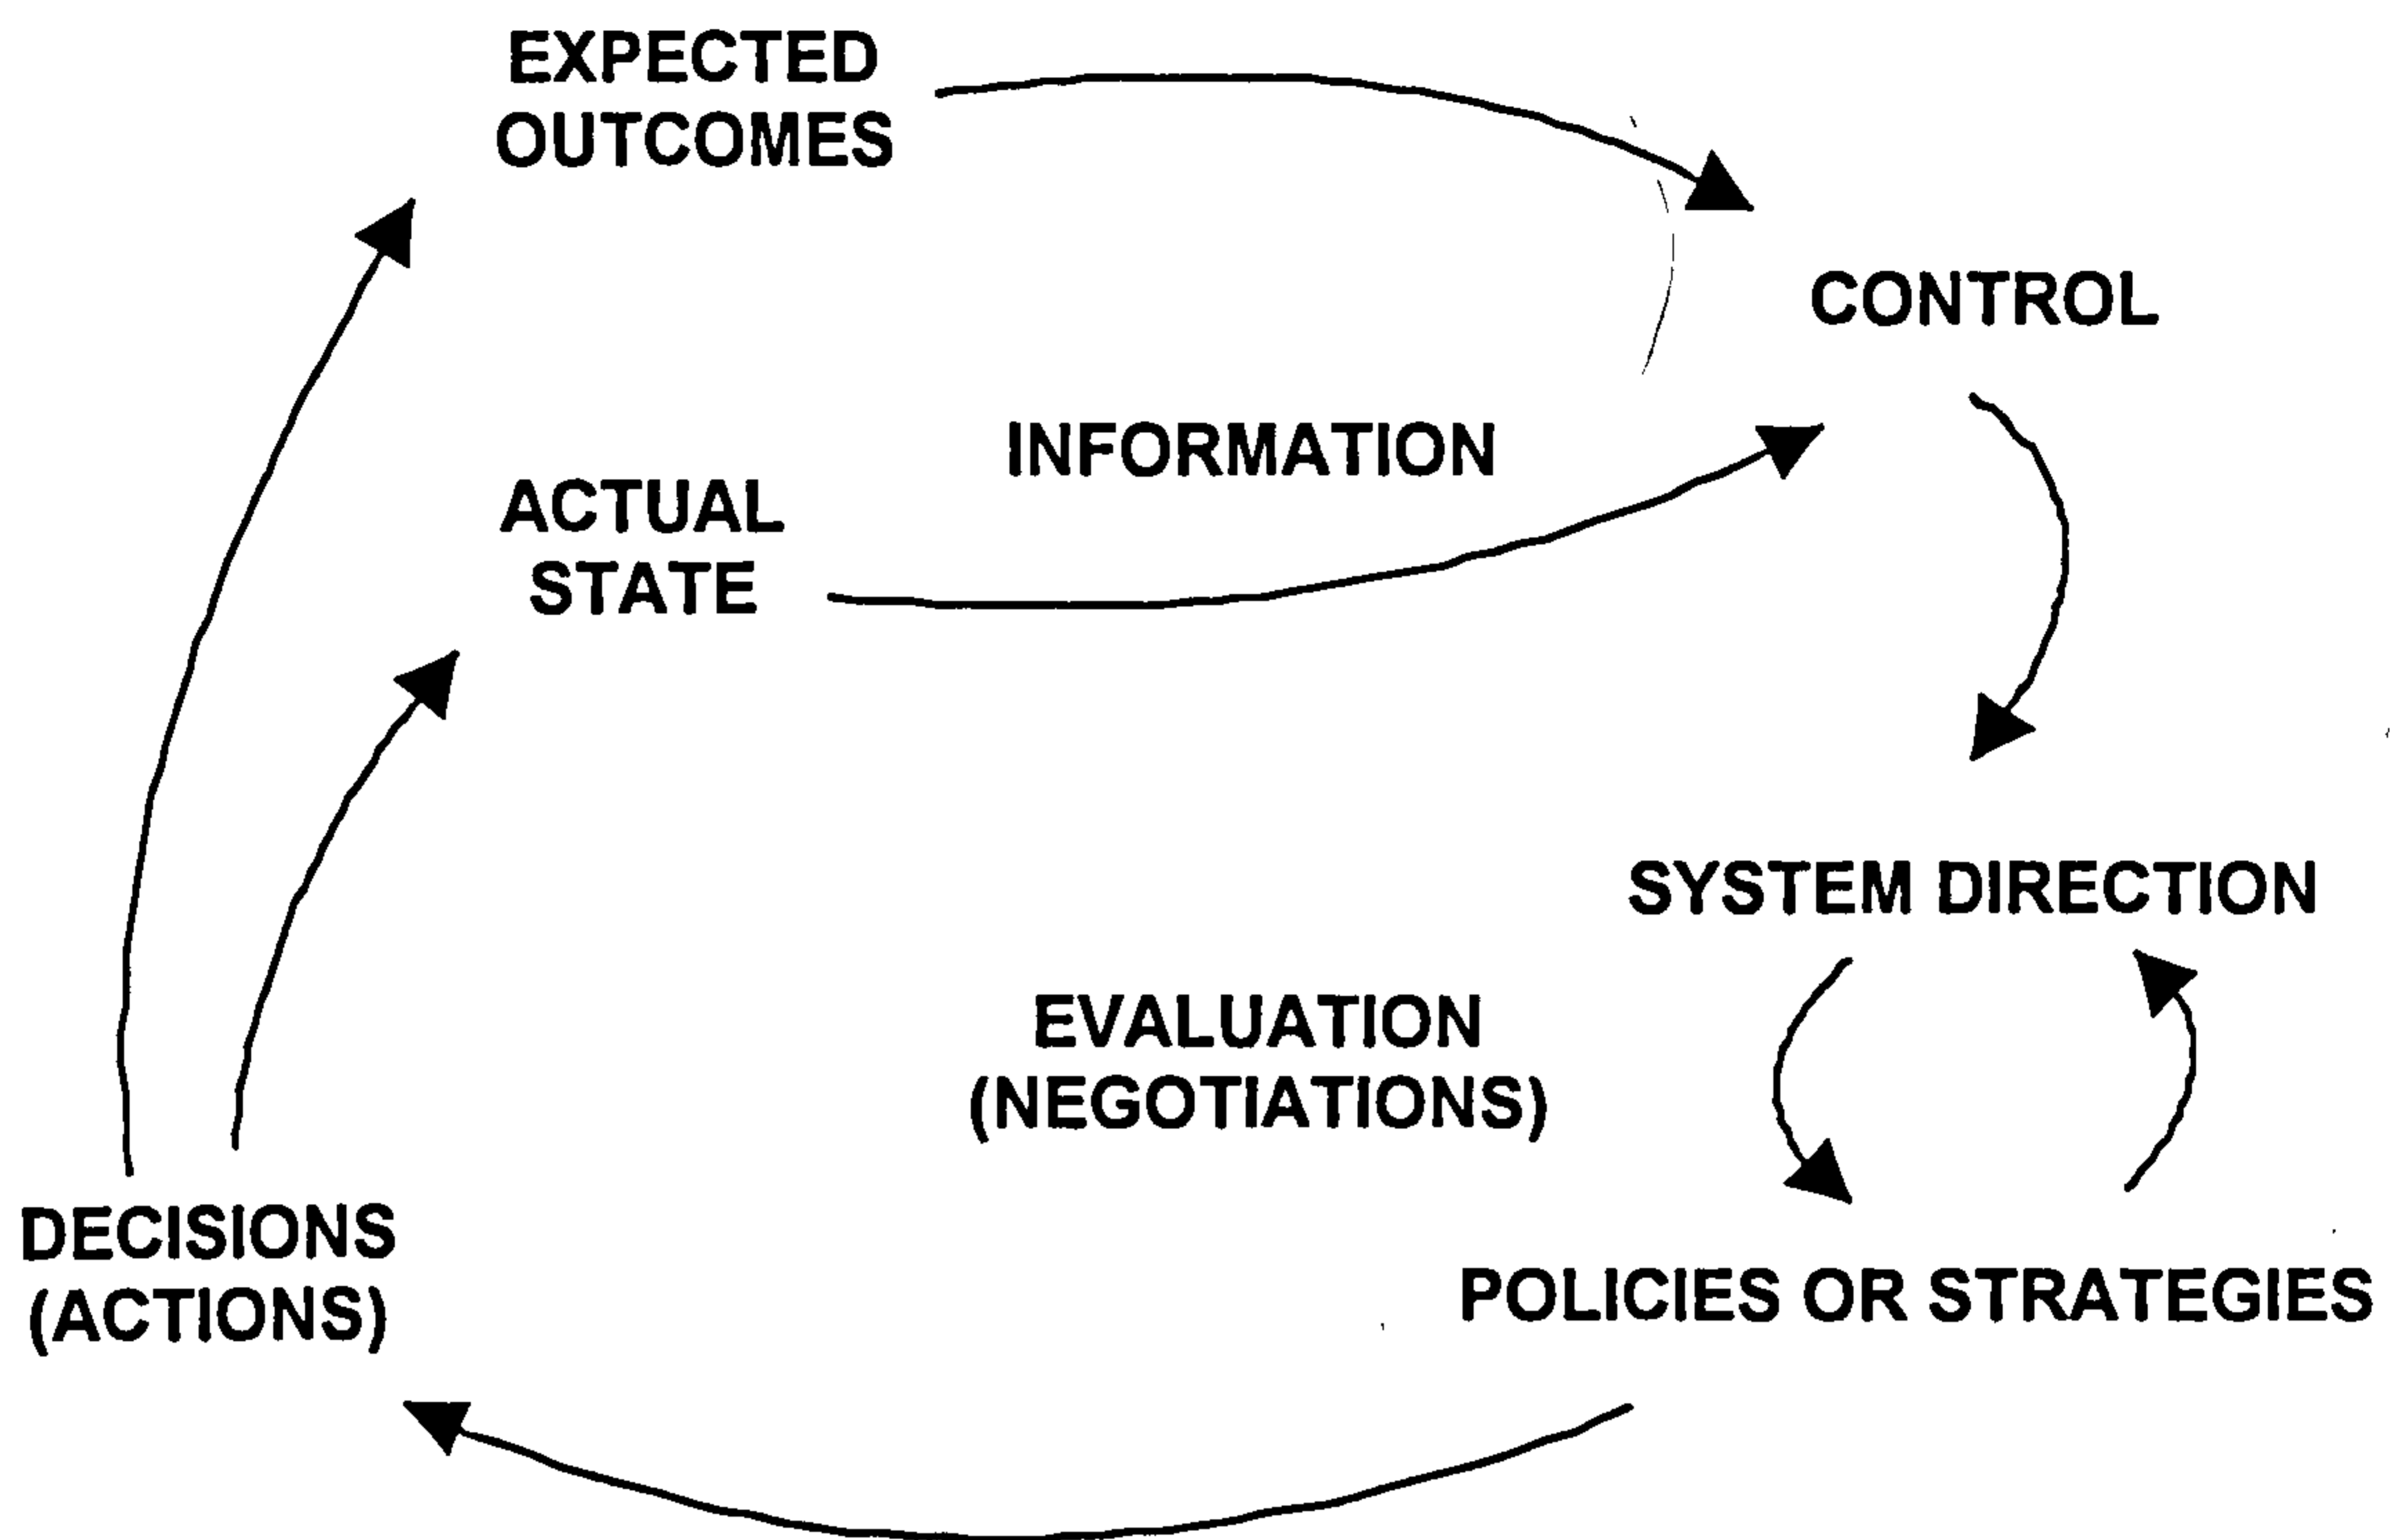 EXPECTED
OUTCOMES
CONTROL
INFORMATION
ACTUAL
STATE
SYSTEM DIRECTION
EVALUATION
(NEGOTIATIONS)
DECISIONS
(ACTIONS)
POLICIES OR STRATEGIES